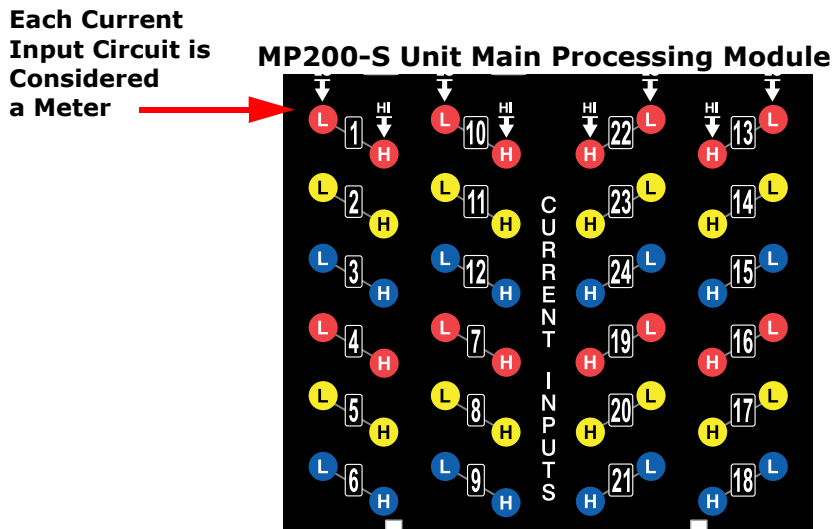 Each Current
Input Circuit is
Considered
a Meter
MP200-S Unit Main Processing Module
HI HI HI HI
L 1 H L 10 H H 22 L H 13 L
L 2 H L 11 H H 23 L H 14 L
L 3 H L 12 H H 24 L H 15 L
L 4 H L 7 H H 19 L H 16 L
L 5 H L 8 H H 20 L H 17 L
L 6 H L 9 H H 21 L H 18 L
CURRENT INPUTS